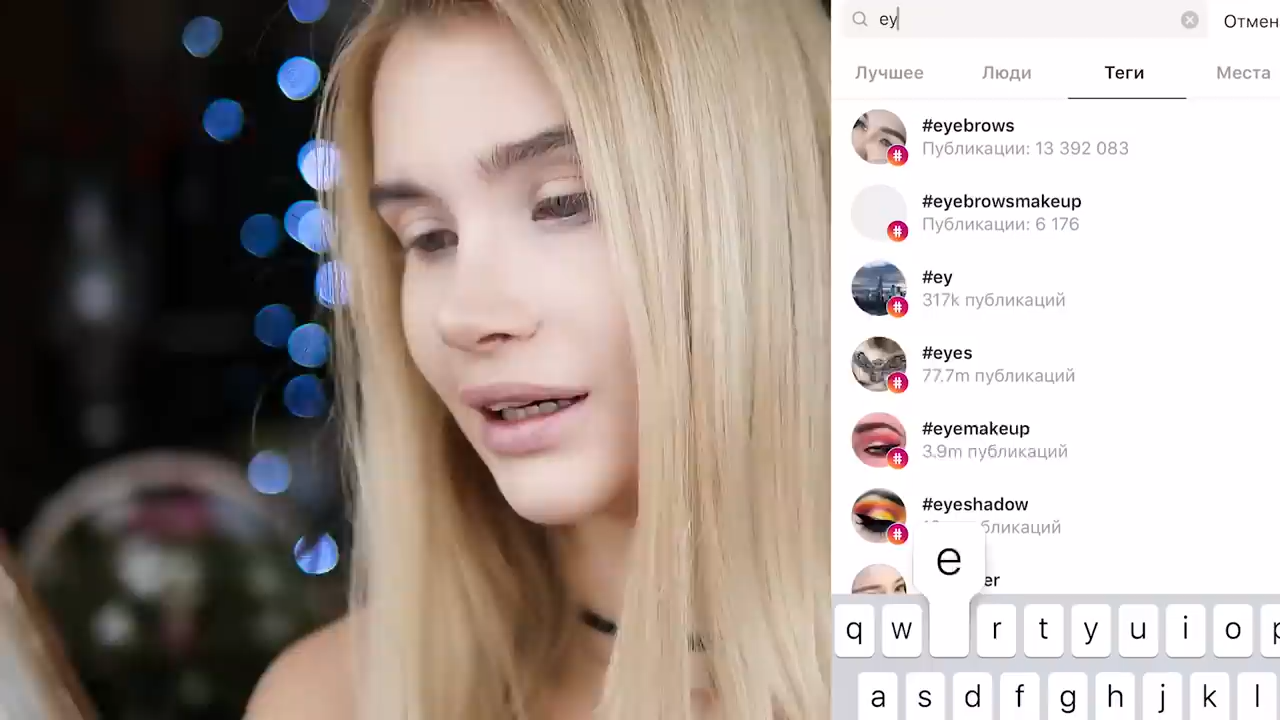 ey
Отмен
Лучшее Люди Теги Места
#eyebrows
Публикации: 13 392 083
#eyebrowsmakeup
Публикации: 6 176
#ey
317k публикаций
#eyes
77.7m публикаций
#eyemakeup
3.9m публикаций
#eyeshadow
бликаций
er
e
q w r t y u i o p
a s d f g h j k l